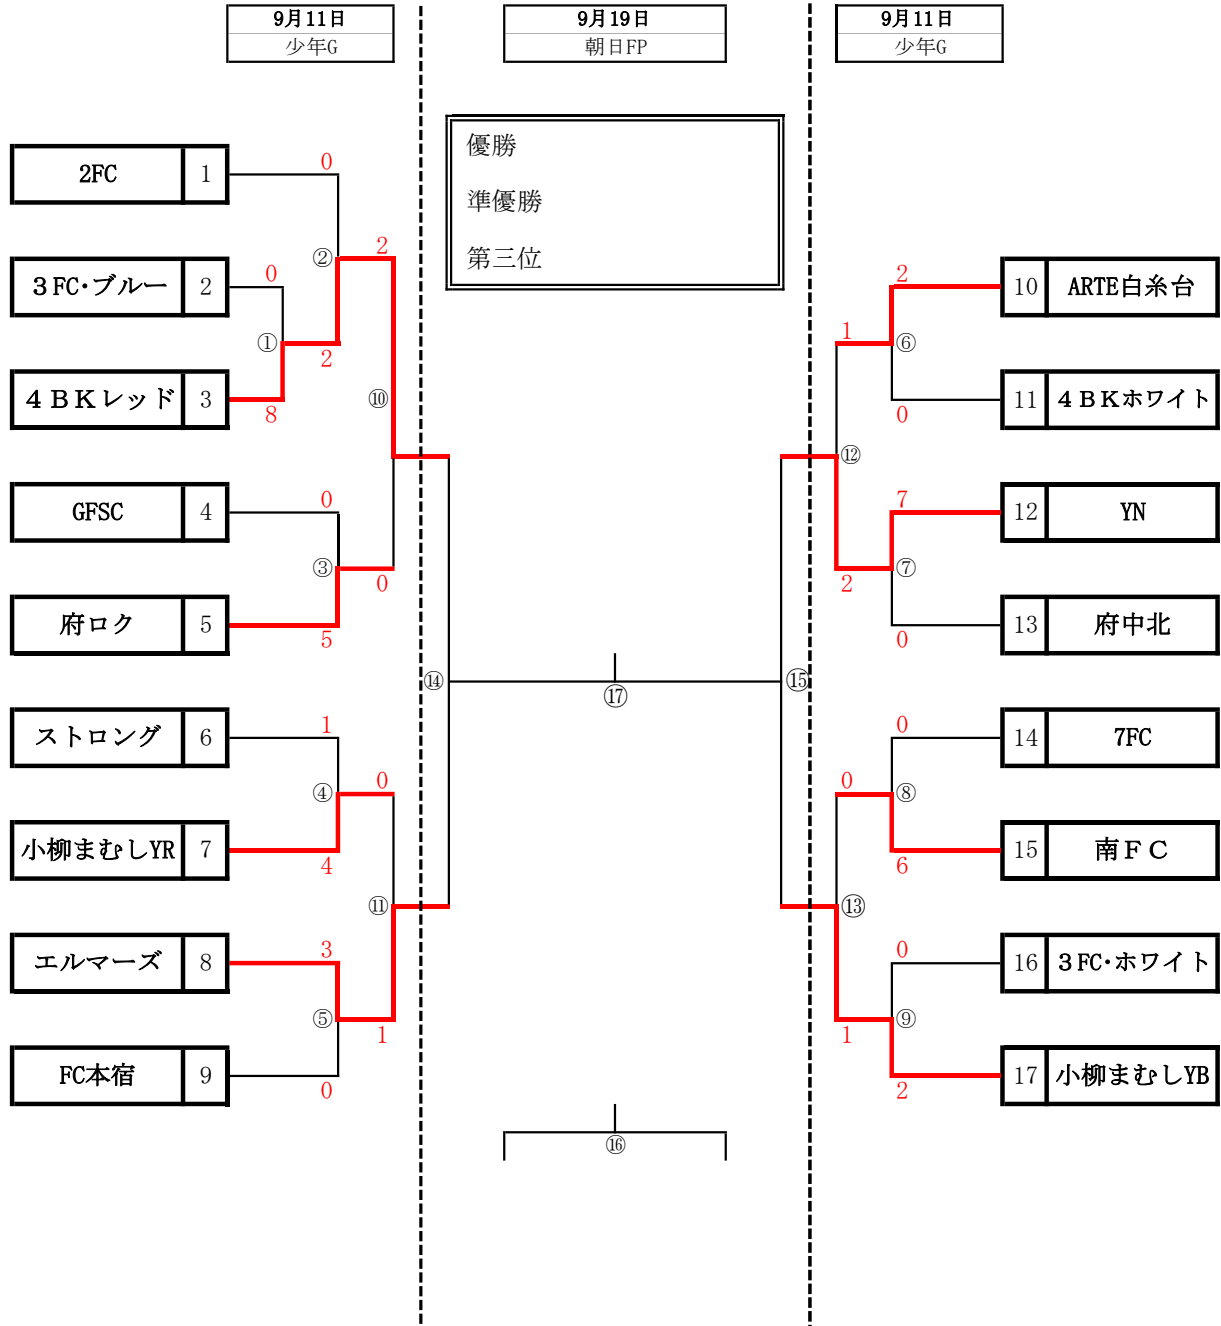 9月11日
少年G
9月19日
朝日FP
9月11日
少年G
優勝
準優勝
第三位
2FC 1
0
② 2
3FC・ブルー 2
0
①
2
4BKレッド 3
8
⑩
GFSC 4
0
③
0
府ロク 5
5
⑭
ストロング 6
1
④
0
小柳まむしYR 7
4
⑪
エルマーズ 8
3
⑤
1
FC本宿 9
0
⑰
⑯
2
10 ARTE白糸台
1
⑥
11 4BKホワイト
0
⑫
7
12 YN
⑦
2
13 府中北
0
⑮
0
14 7FC
0
⑧
15 南FC
6
⑬
0
16 3FC・ホワイト
⑨
1
17 小柳まむしYB
2